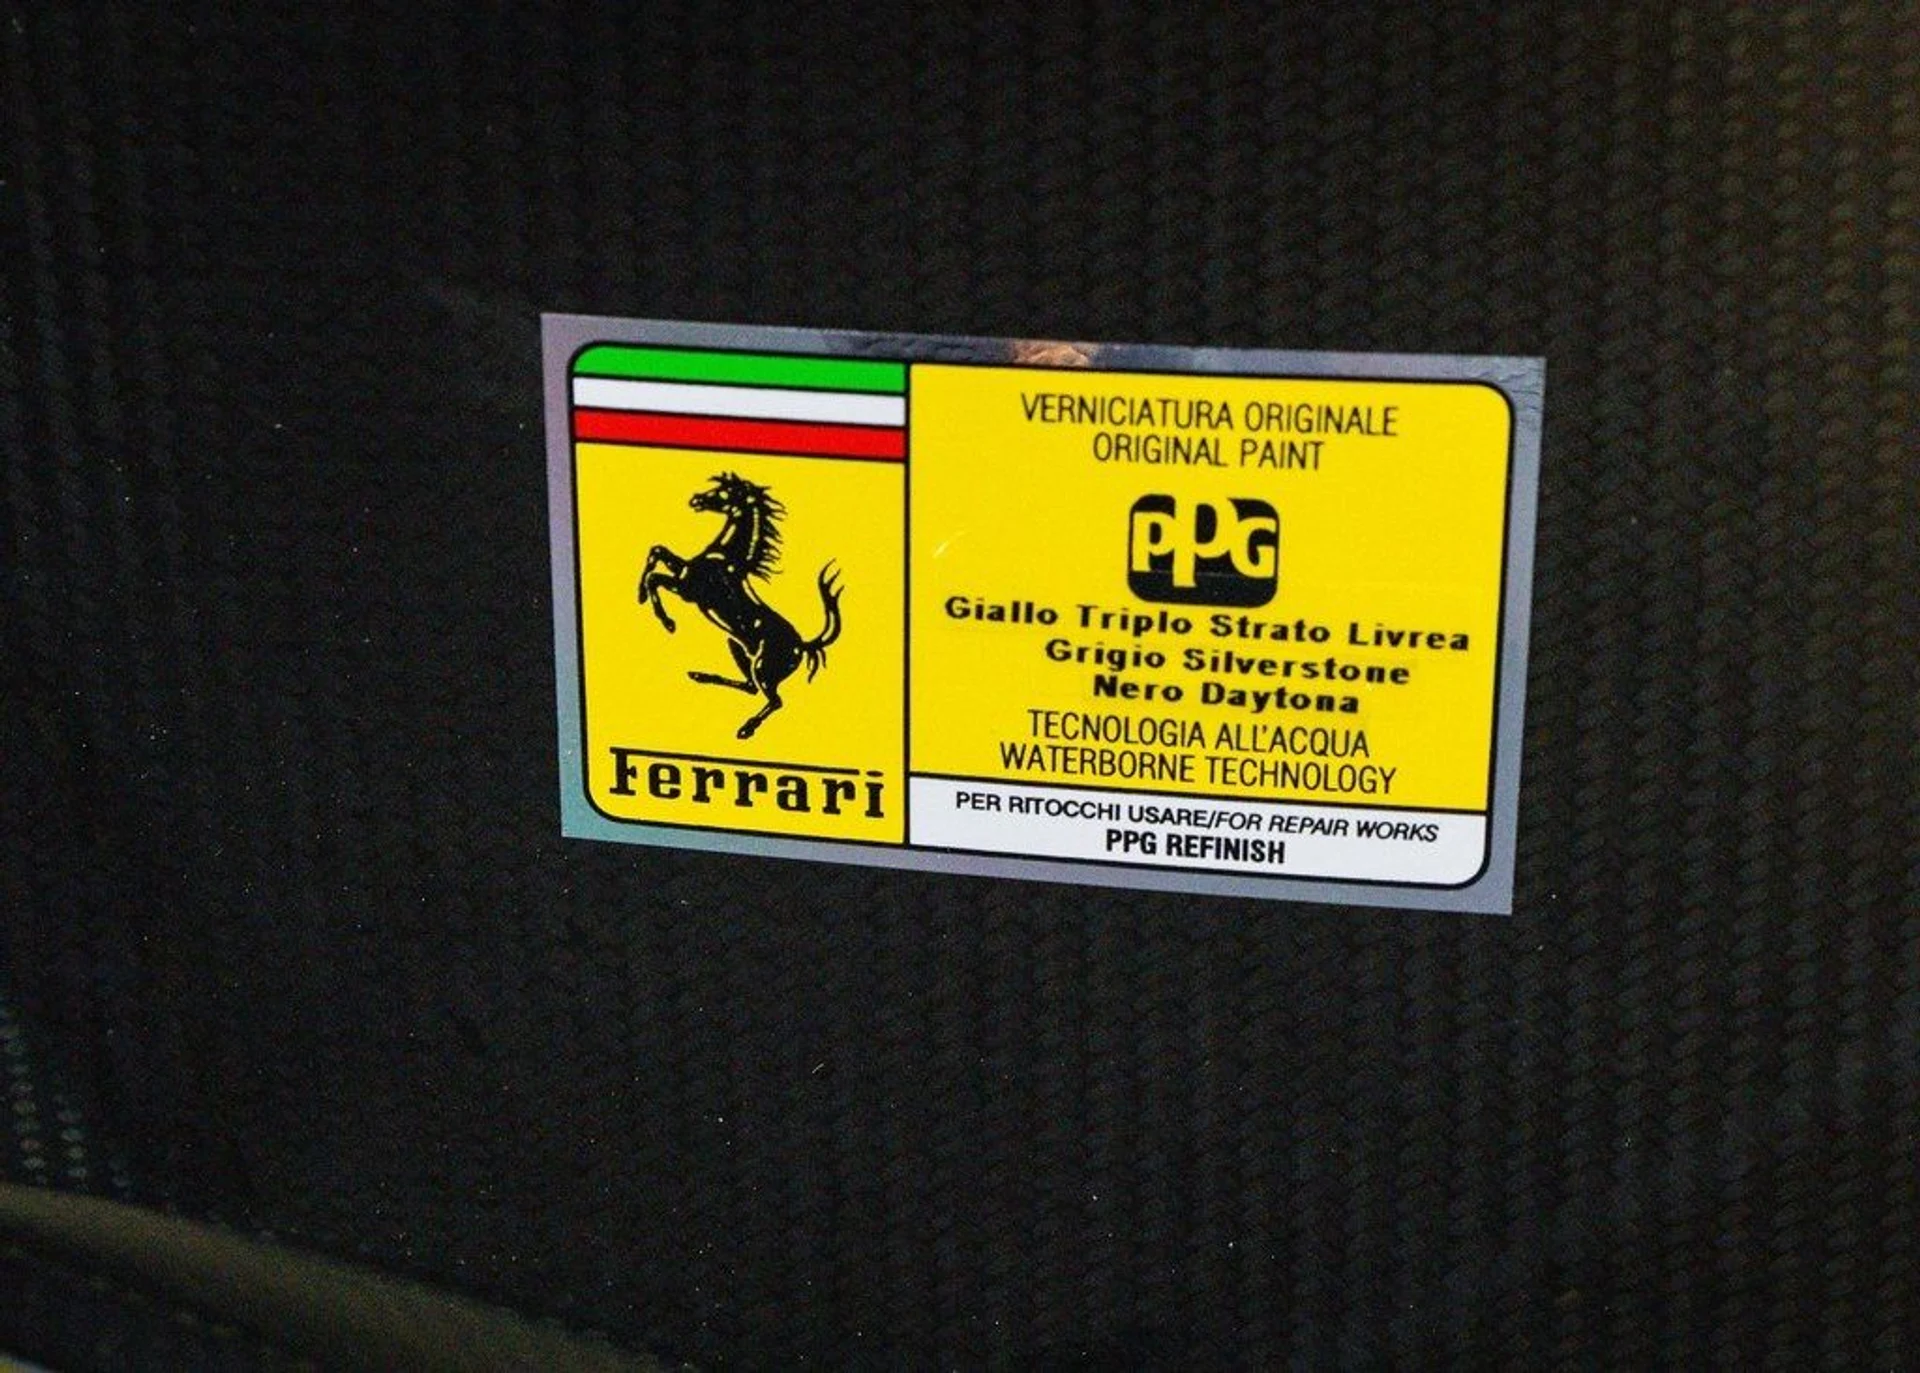 Ferrari
VERNICIATURA ORIGINALE
ORIGINAL PAINT
PPG
Giallo Triplo Strato Livrea
Grigio Silverstone
Nero Daytona
TECNOLOGIA ALL'ACQUA
WATERBORNE TECHNOLOGY
PER RITOCCHI USARE/FOR REPAIR WORKS
PPG REFINISH